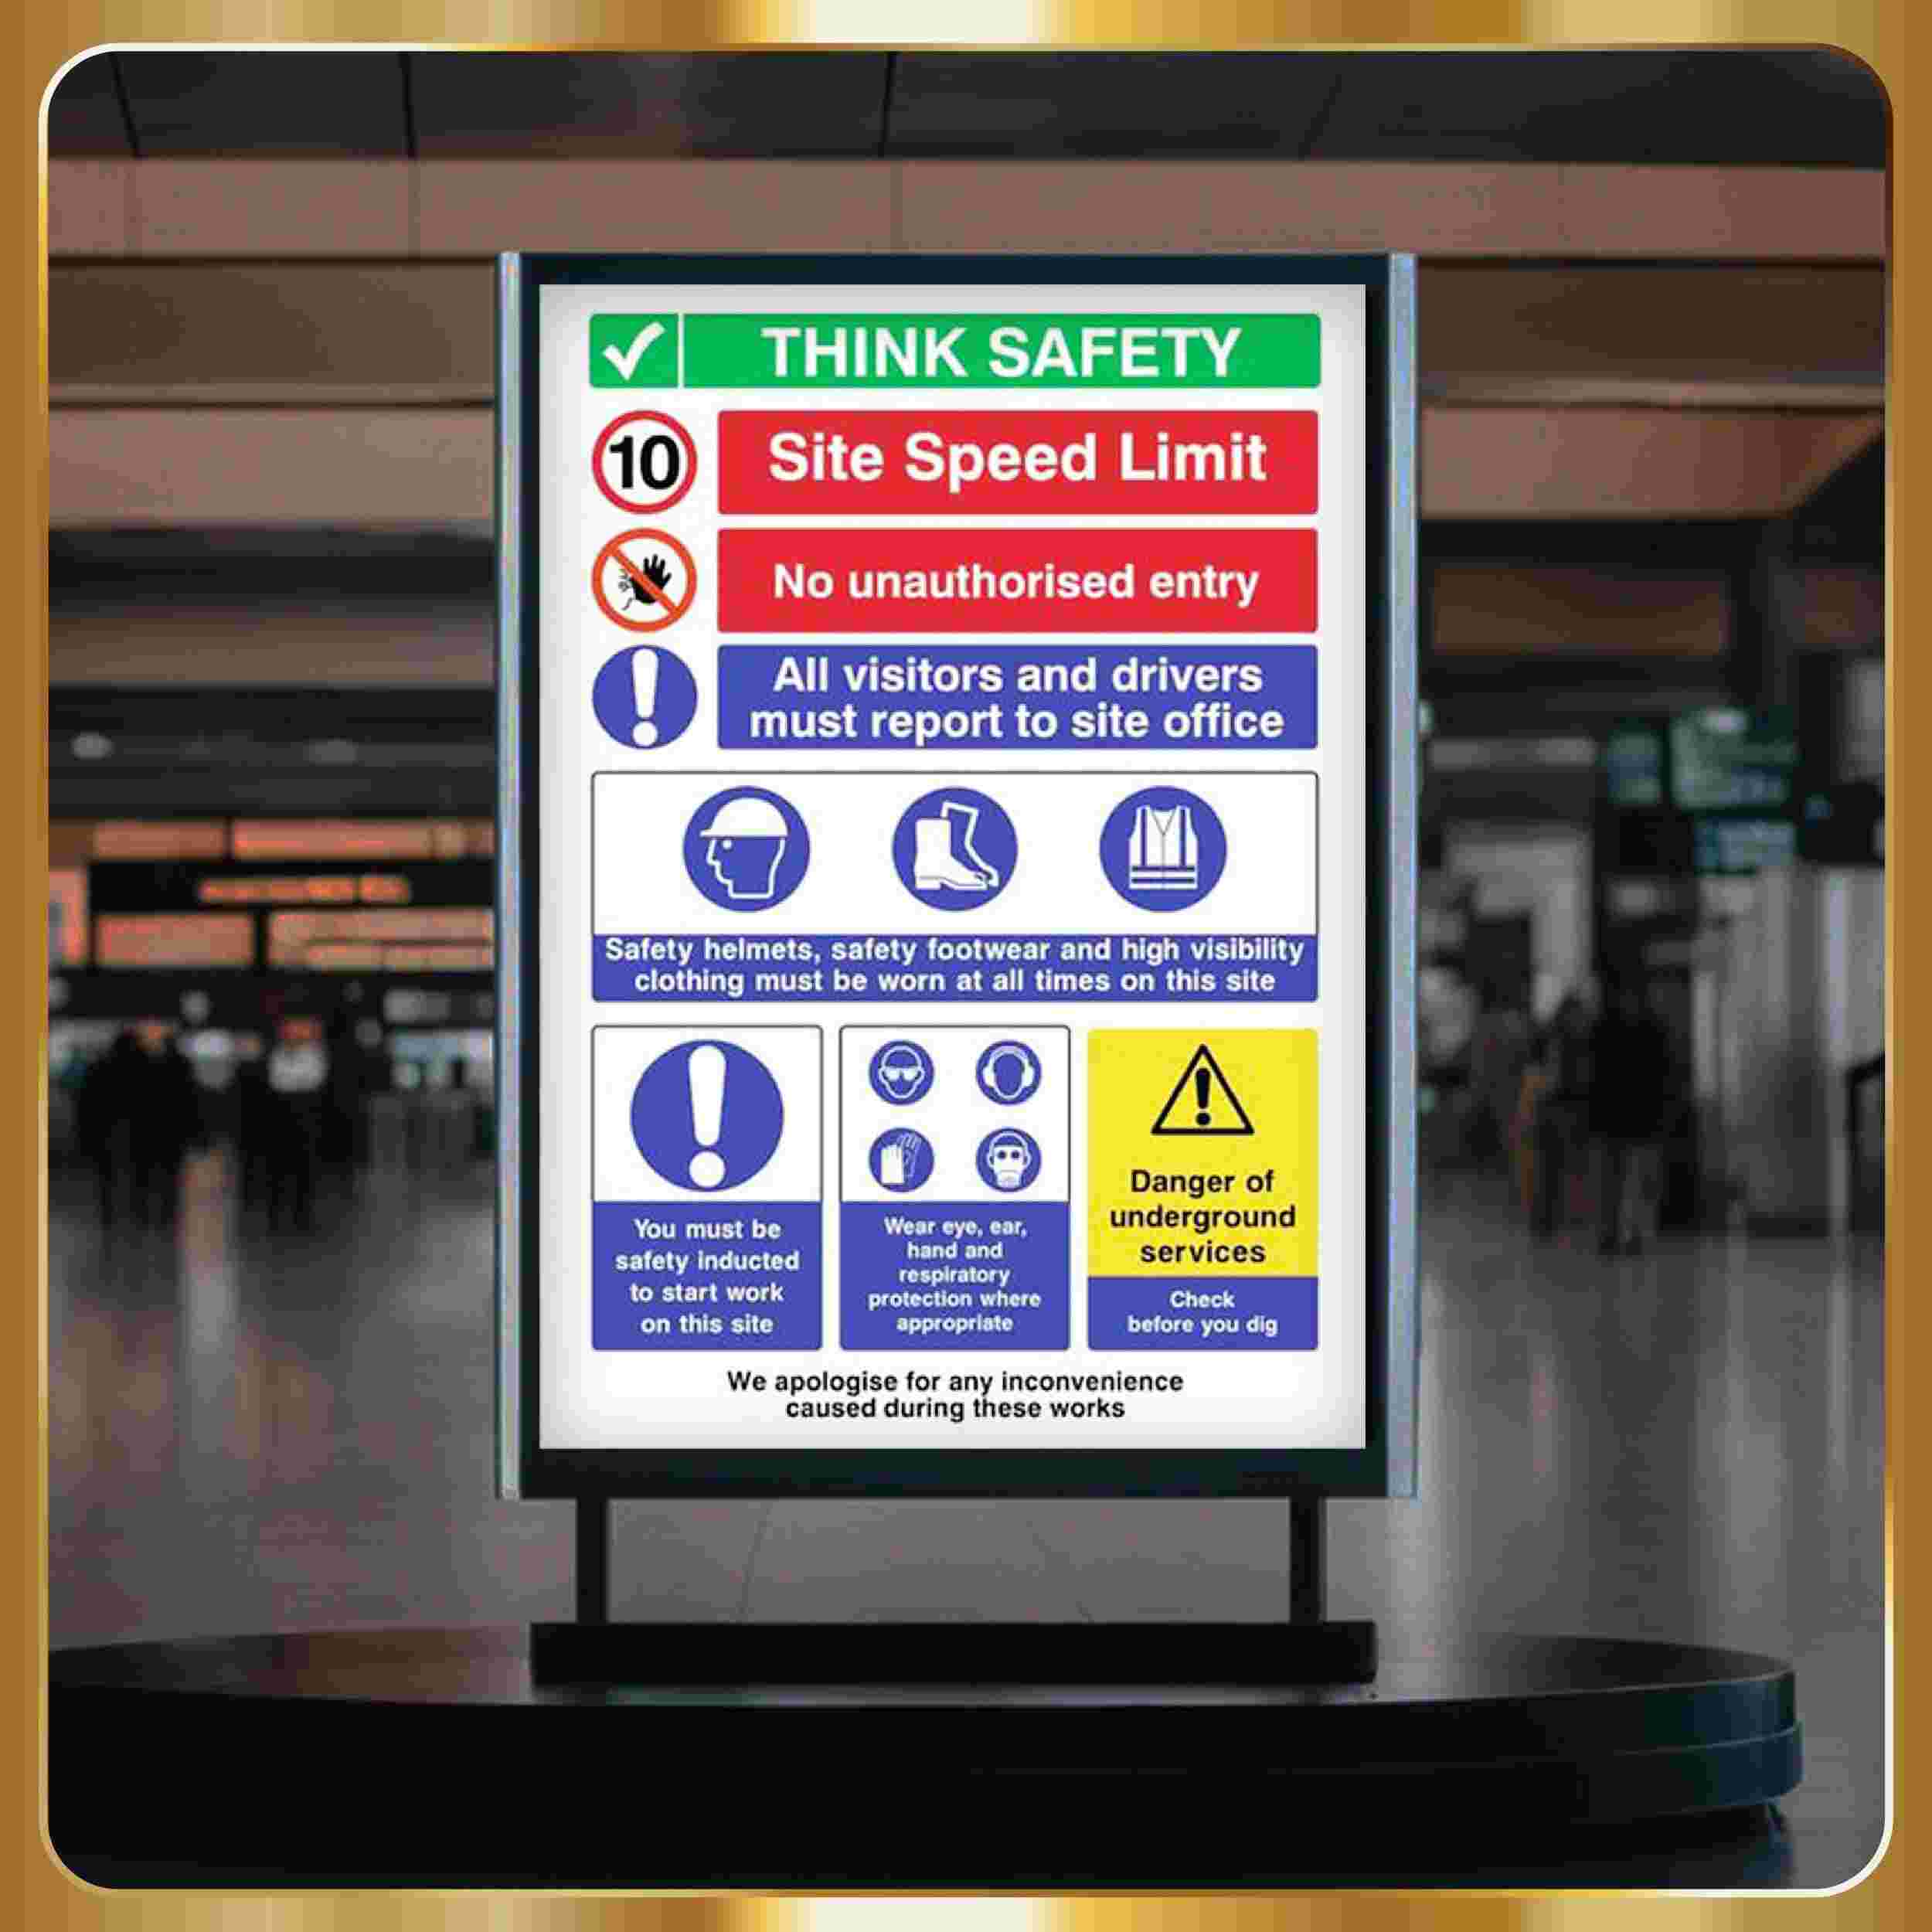 THINK SAFETY
10
Site Speed Limit
No unauthorised entry
All visitors and drivers
must report to site office
Safety helmets, safety footwear and high visibility
clothing must be worn at all times on this site
You must be
safety inducted
to start work
on this site
Wear eye, ear,
hand and
respiratory
protection where
appropriate
Danger of
underground
services
Check
before you dig
We apologise for any inconvenience
caused during these works